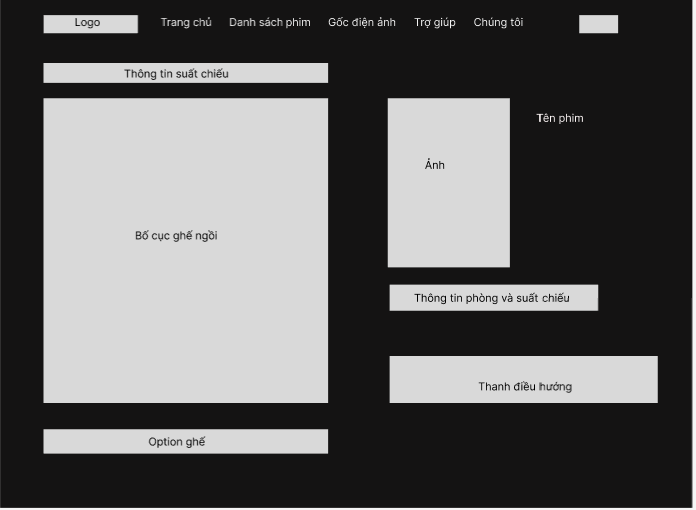 Logo
Trang chủ
Danh sách phim
Gốc điện ảnh
Trợ giúp
Chúng tôi
Thông tin suất chiếu
Tên phim
Ảnh
Bố cục ghế ngồi
Thông tin phòng và suất chiếu
Thanh điều hướng
Option ghế